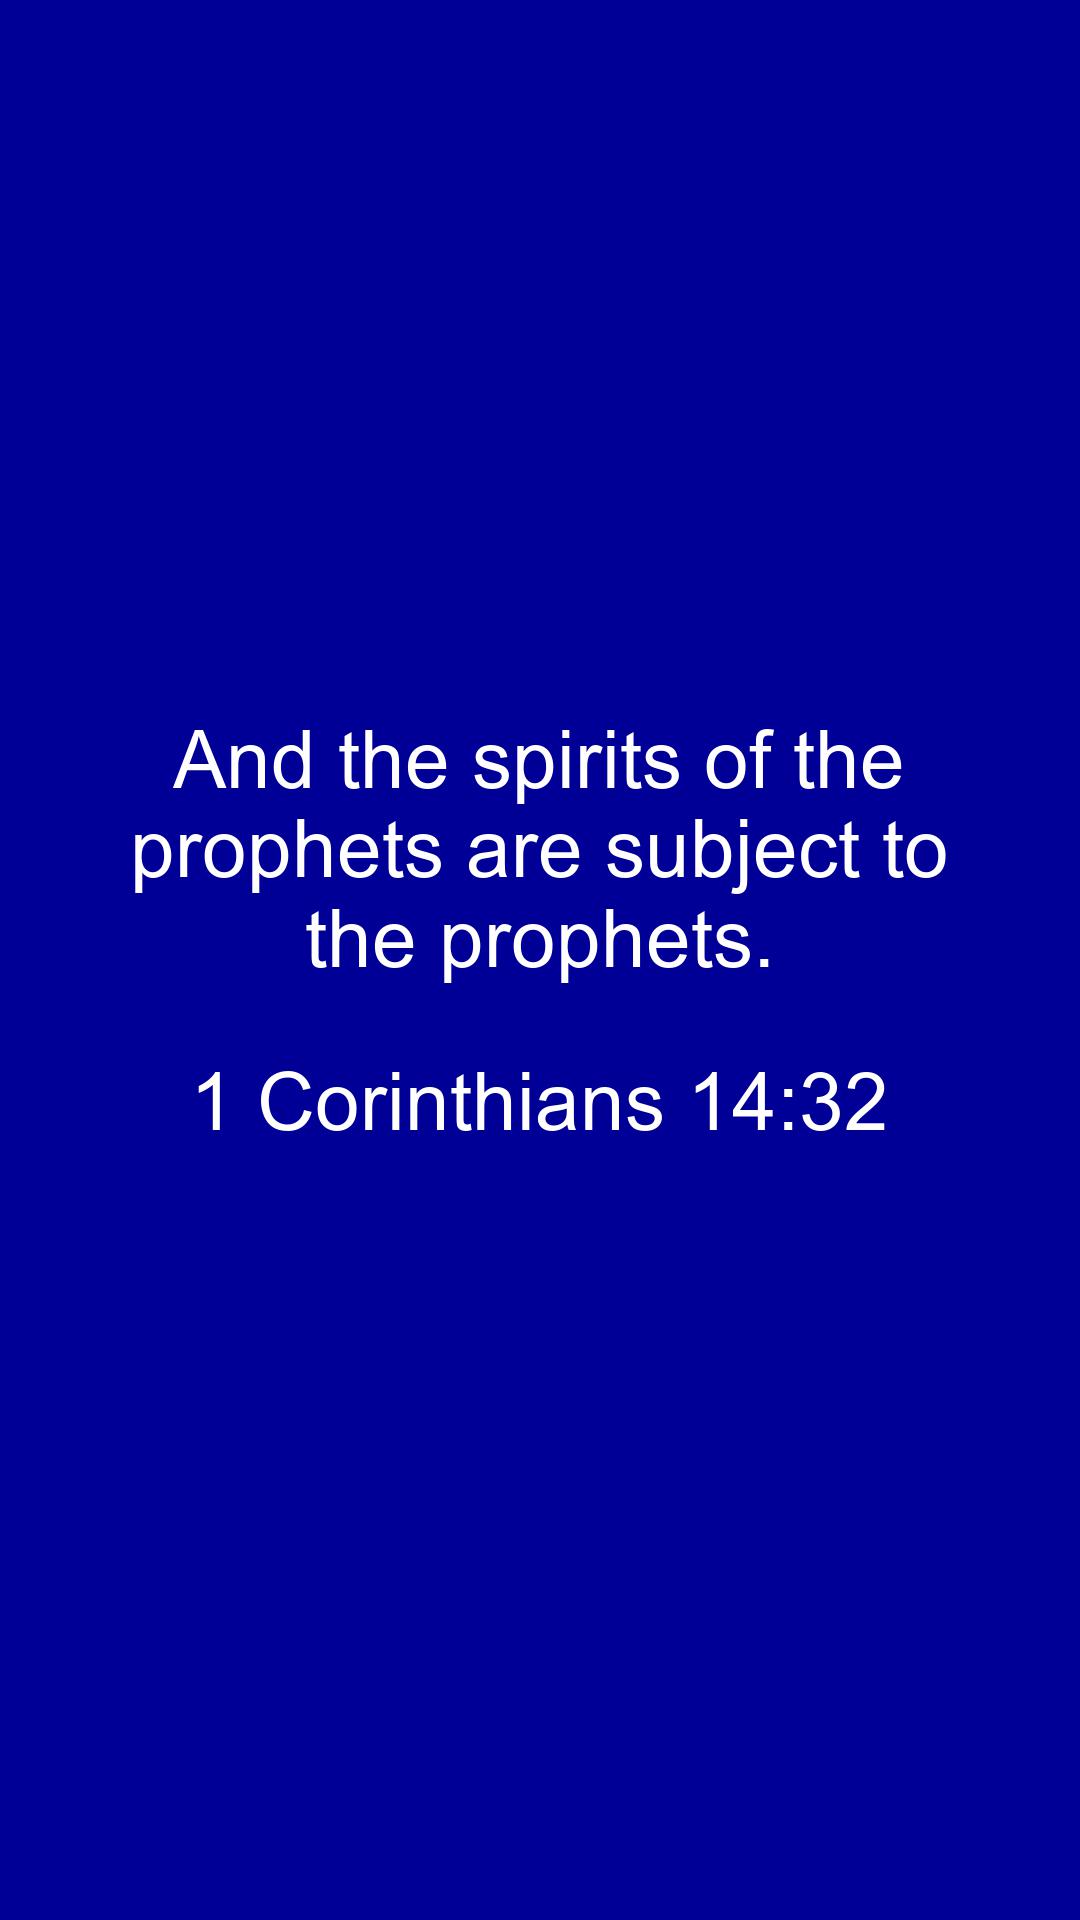 And the spirits of the
prophets are subject to
the prophets.
1 Corinthians 14:32